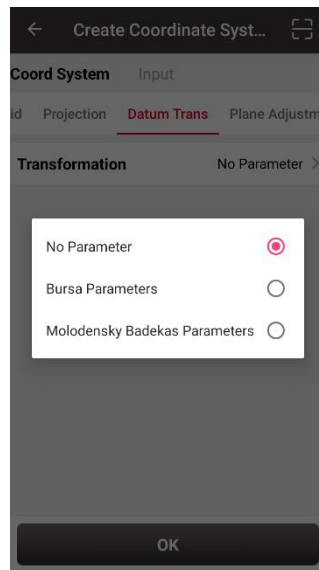 Create Coordinate Syst...
Coord System Input
id Projection Datum Trans Plane Adjustm
Transformation No Parameter
No Parameter
Bursa Parameters
Molodensky Badekas Parameters
OK